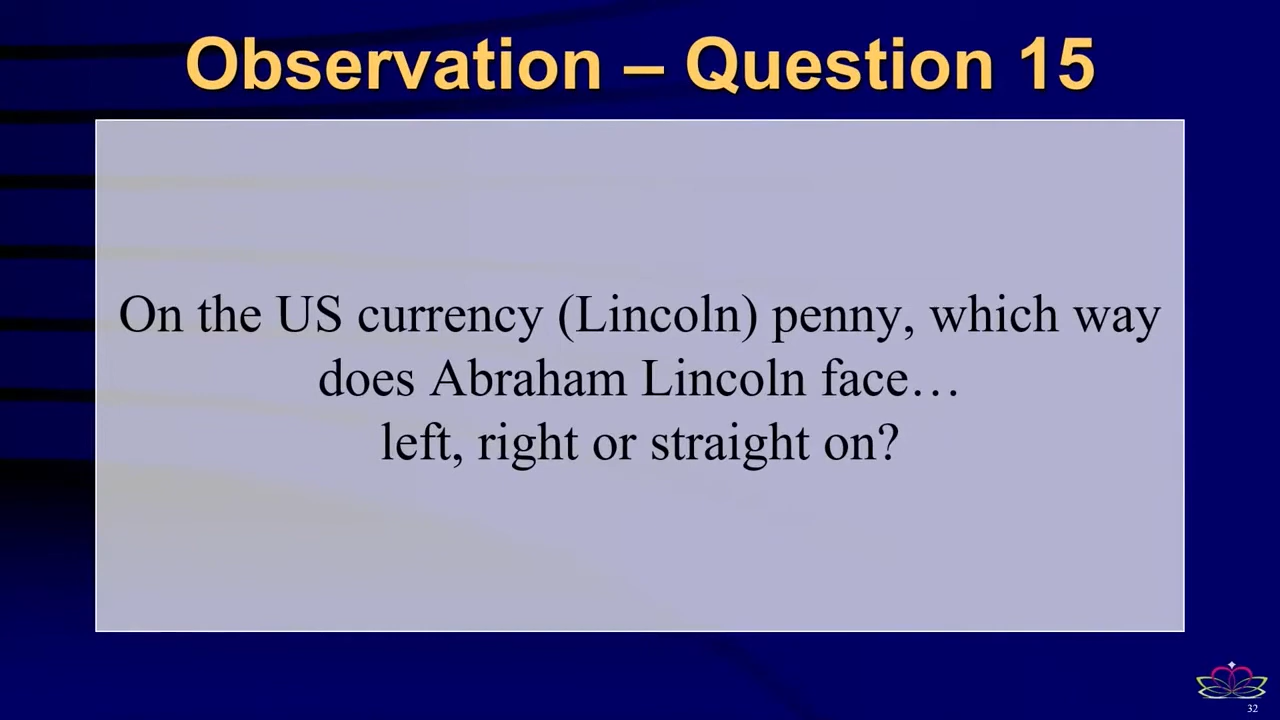 Observation – Question 15
On the US currency (Lincoln) penny, which way
does Abraham Lincoln face…
left, right or straight on?
32